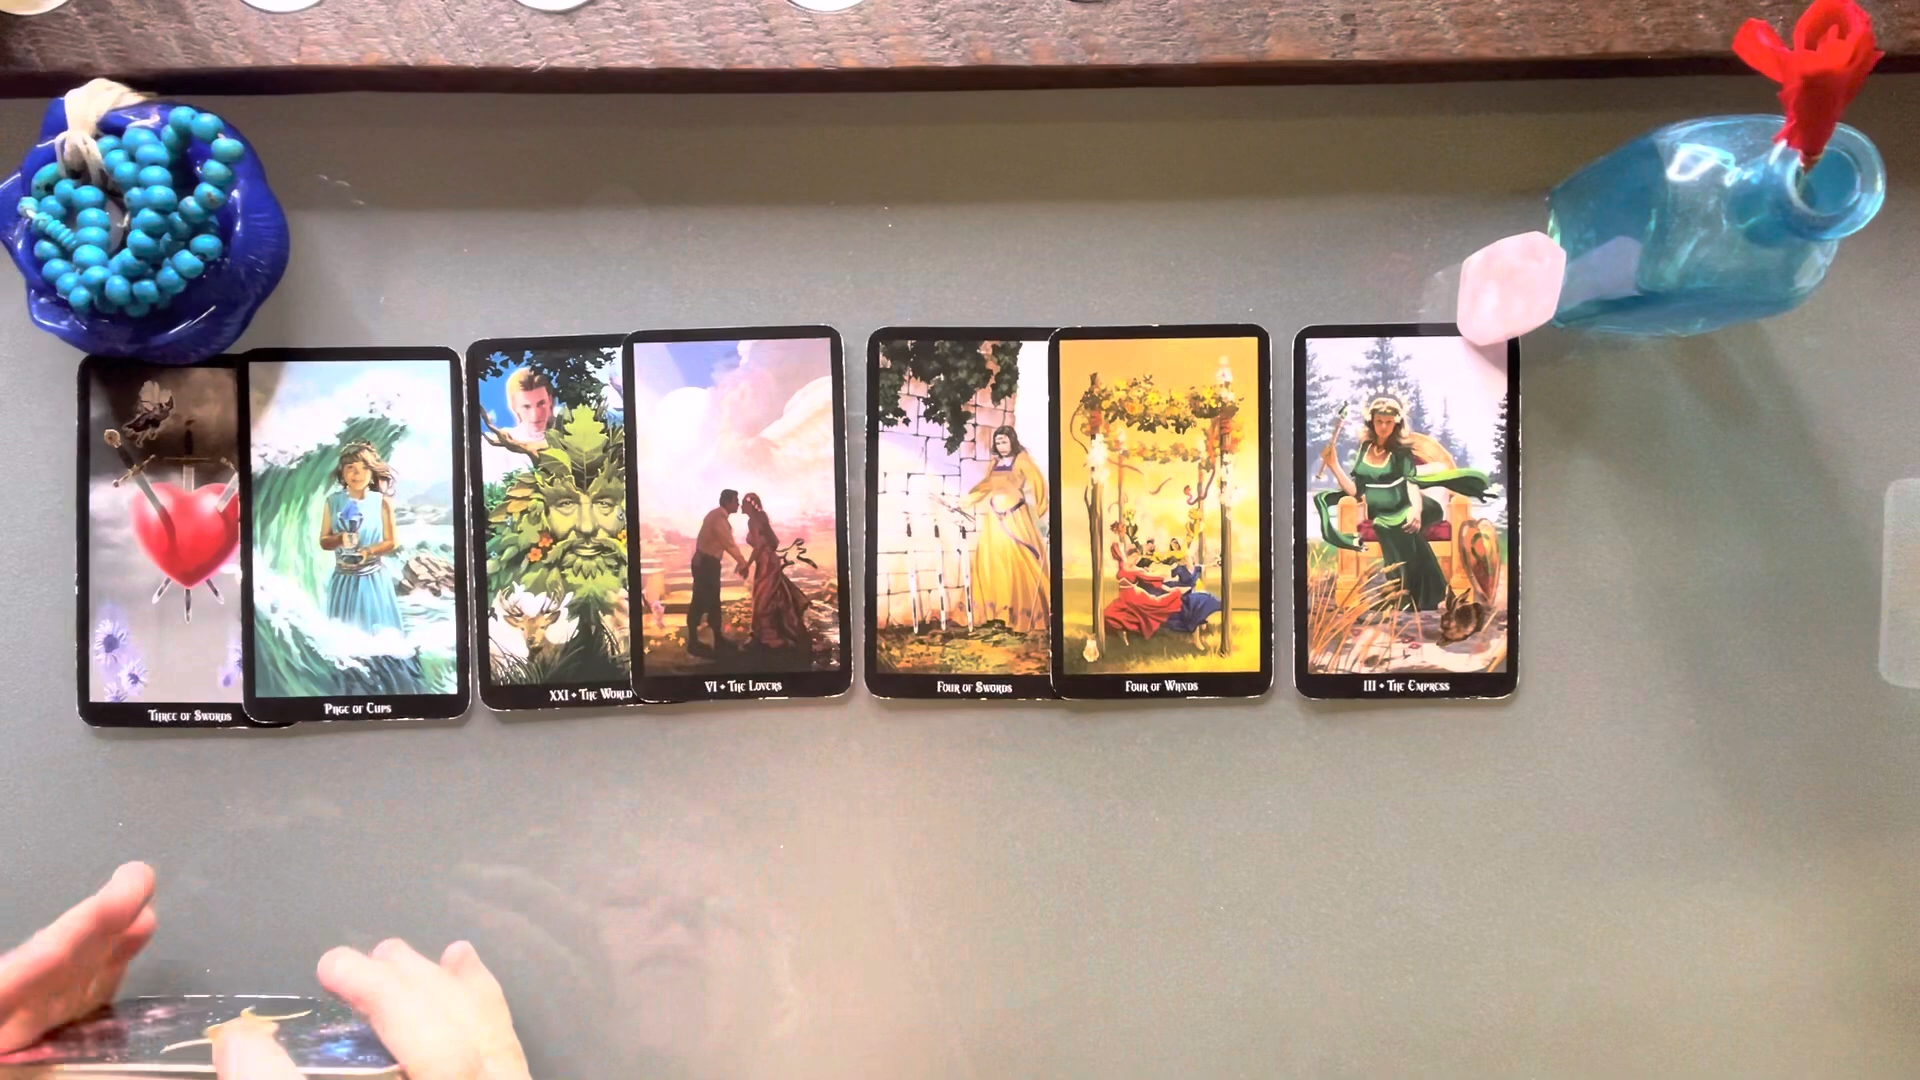 Three of Swords
Page of Cups
XXI • The World
VI • The Lovers
Four of Swords
Four of Wands
III • The Empress